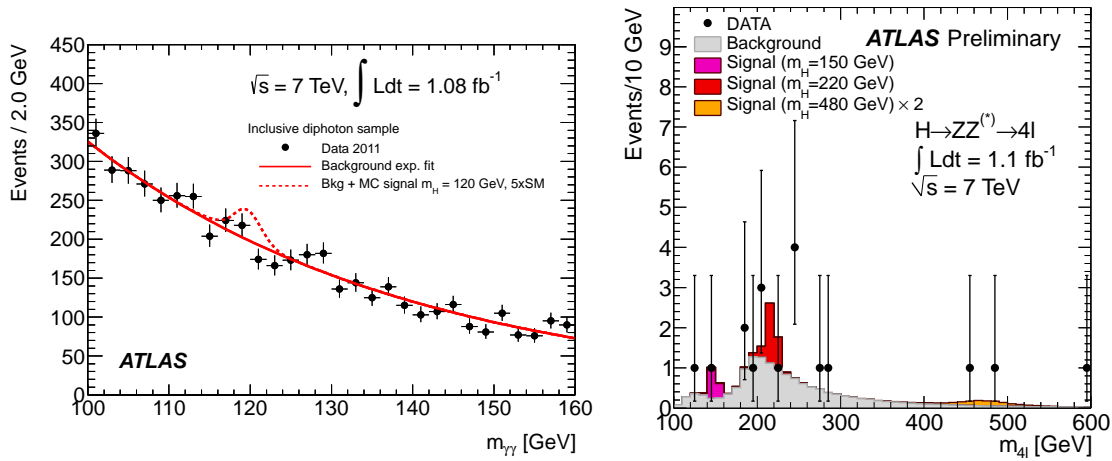 Events / 2.0 GeV
450
400
350
300
250
200
150
100
50
0
√s = 7 TeV, ∫ Ldt = 1.08 fb⁻¹
Inclusive diphoton sample
Data 2011
Background exp. fit
Bkg + MC signal m_H = 120 GeV, 5xSM
ATLAS
100 110 120 130 140 150 160
m_γγ [GeV]
Events/10 GeV
9
8
7
6
5
4
3
2
1
0
DATA
Background
Signal (m_H=150 GeV)
Signal (m_H=220 GeV)
Signal (m_H=480 GeV) × 2
ATLAS Preliminary
H→ZZ⁽*⁾→4l
∫ Ldt = 1.1 fb⁻¹
√s = 7 TeV
100 200 300 400 500 600
m_4l [GeV]